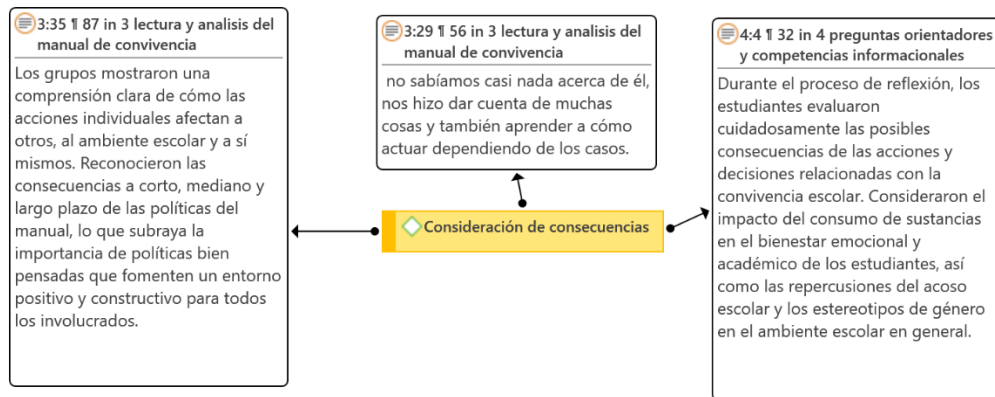 3:35 ¶ 87 in 3 lectura y analisis del
manual de convivencia
Los grupos mostraron una
comprensión clara de cómo las
acciones individuales afectan a
otros, al ambiente escolar y a sí
mismos. Reconocieron las
consecuencias a corto, mediano y
largo plazo de las políticas del
manual, lo que subraya la
importancia de políticas bien
pensadas que fomenten un entorno
positivo y constructivo para todos
los involucrados.
3:29 ¶ 56 in 3 lectura y analisis del
manual de convivencia
no sabíamos casi nada acerca de él,
nos hizo dar cuenta de muchas
cosas y también aprender a cómo
actuar dependiendo de los casos.
Consideración de consecuencias
4:4 ¶ 32 in 4 preguntas orientadores
y competencias informacionales
Durante el proceso de reflexión, los
estudiantes evaluaron
cuidadosamente las posibles
consecuencias de las acciones y
decisiones relacionadas con la
convivencia escolar. Consideraron el
impacto del consumo de sustancias
en el bienestar emocional y
académico de los estudiantes, así
como las repercusiones del acoso
escolar y los estereotipos de género
en el ambiente escolar en general.